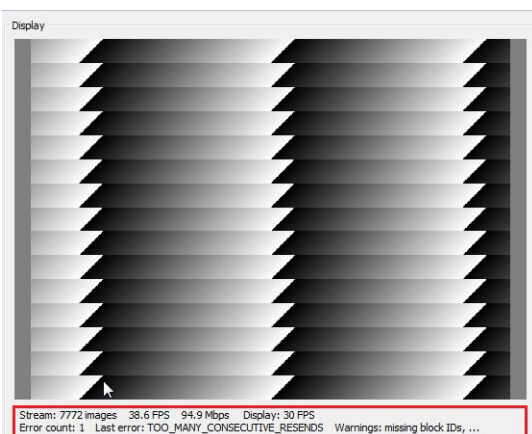 Display
Stream: 7772 images 38.6 FPS 94.9 Mbps Display: 30 FPS
Error count: 1 Last error: TOO_MANY_CONSECUTIVE_RESENDS Warnings: missing block IDs, ...